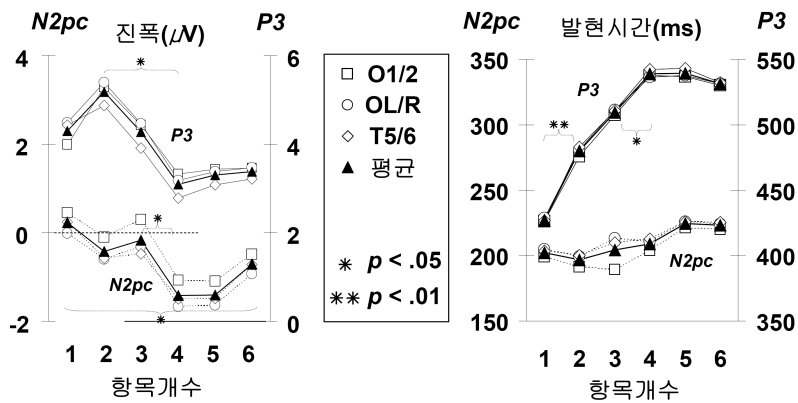 N2pc 진폭(μV) P3
4 6
2 4
0 2
-2 0
P3
*
*
N2pc
*
1 2 3 4 5 6
항목개수
O1/2
OL/R
T5/6
평균
* p < .05
** p < .01
N2pc 발현시간(ms) P3
350 550
300 500
250 450
200 400
150 350
P3
**
*
N2pc
1 2 3 4 5 6
항목개수